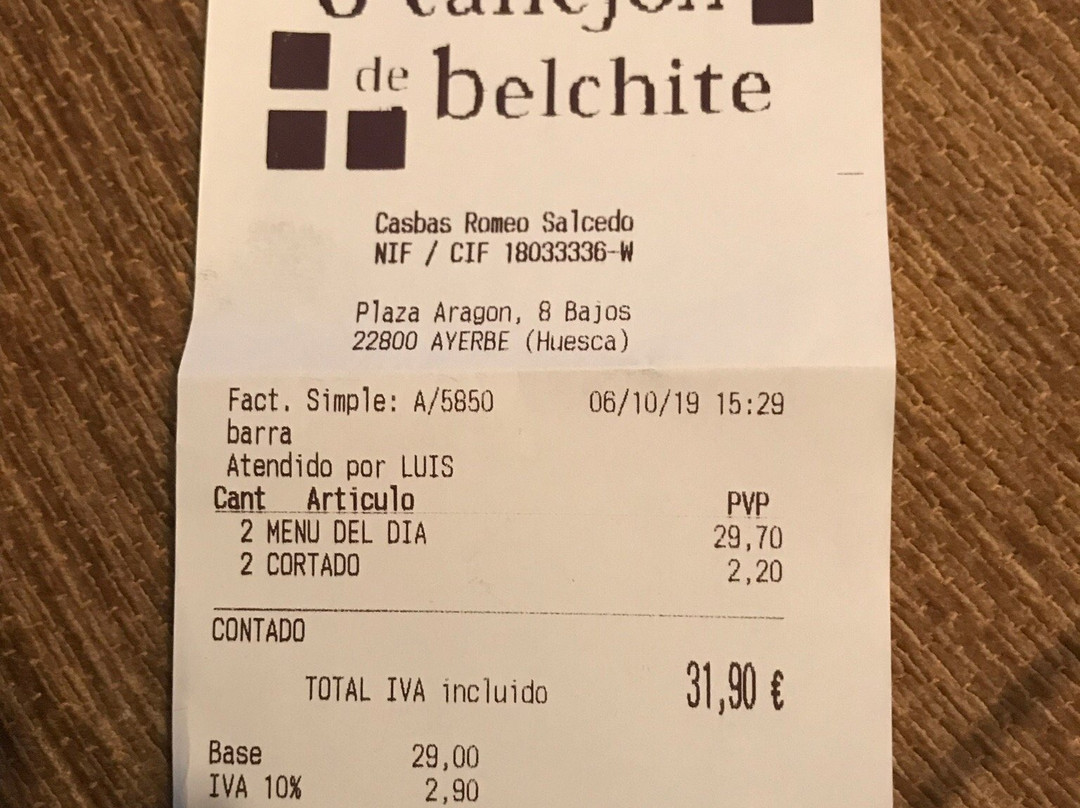 O callejón
de belchite
Casbas Romeo Salcedo
NIF / CIF 18033336-W
Plaza Aragon, 8 Bajos
22800 AYERBE (Huesca)
Fact. Simple: A/5850 06/10/19 15:29
barra
Atendido por LUIS
Cant Articulo PVP
2 MENU DEL DIA 29,70
2 CORTADO 2,20
CONTADO
TOTAL IVA incluido 31,90 €
Base 29,00
IVA 10% 2,90